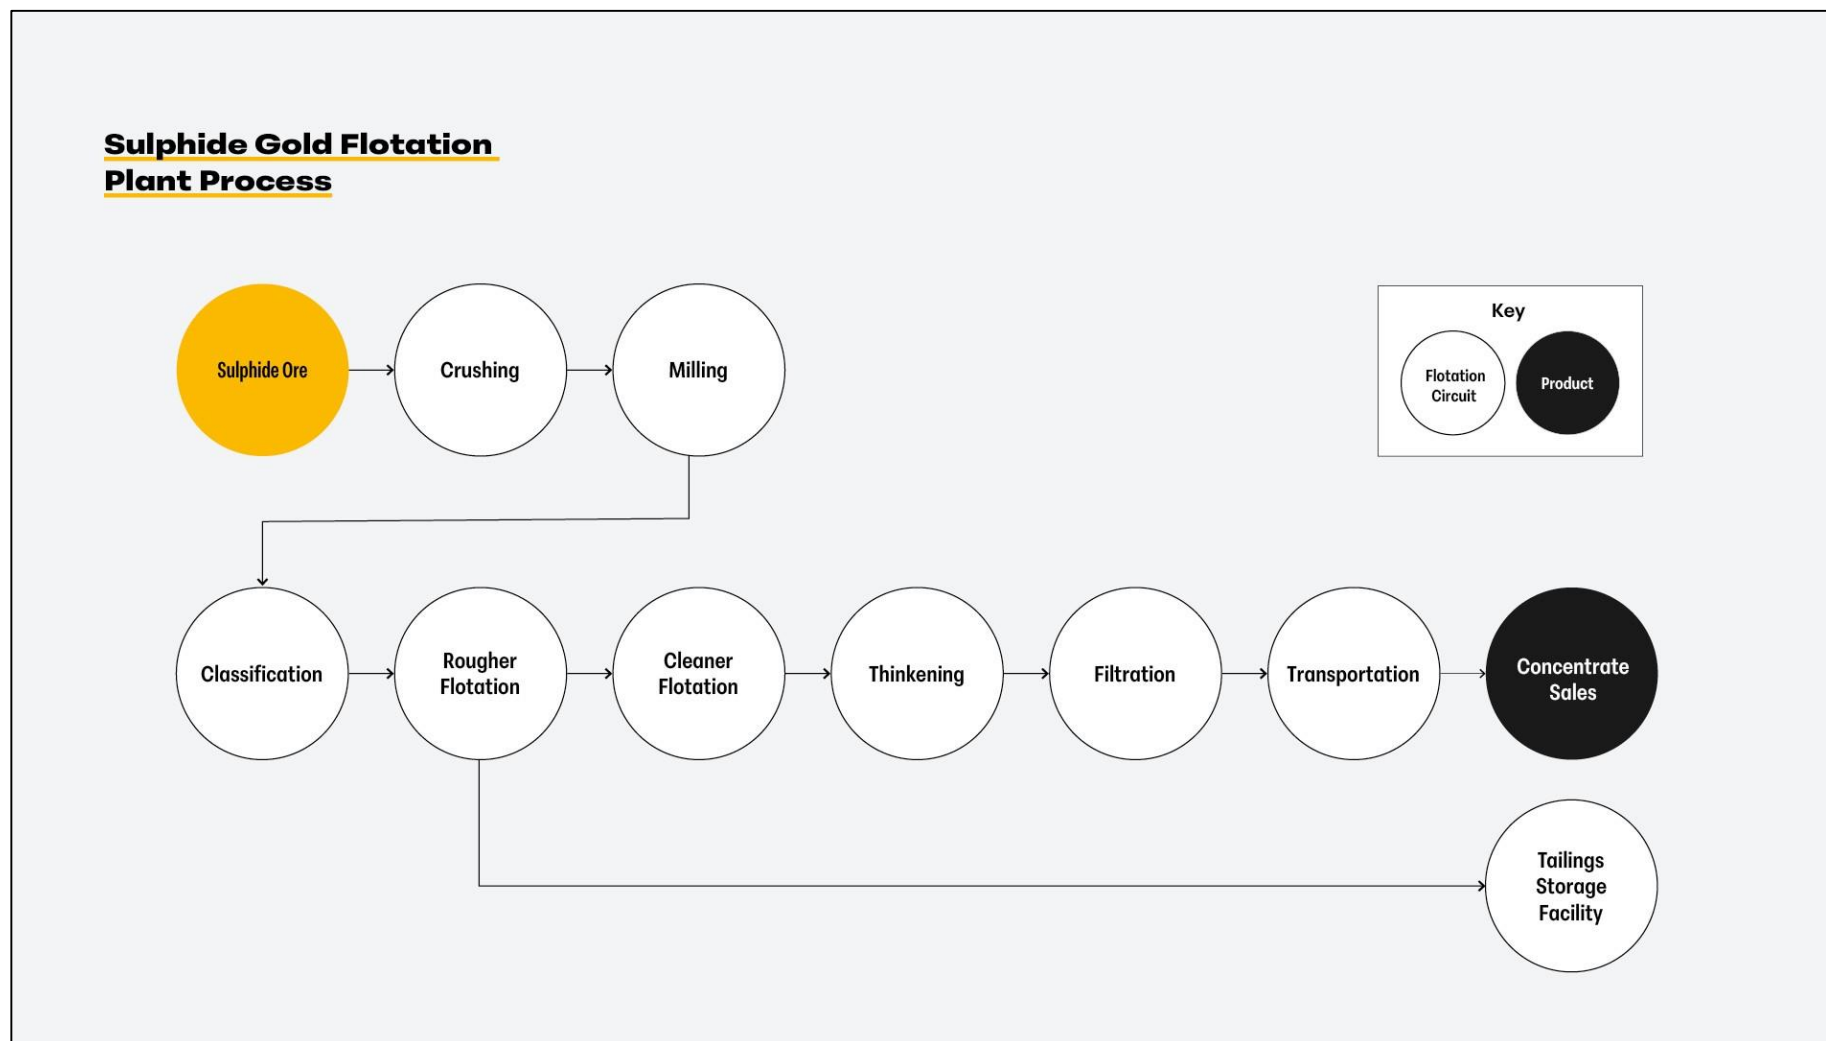 Sulphide Gold Flotation
Plant Process
Sulphide Ore
Crushing
Milling
Key
Flotation
Circuit
Product
Classification
Rougher
Flotation
Cleaner
Flotation
Thinkening
Filtration
Transportation
Concentrate
Sales
Tailings
Storage
Facility